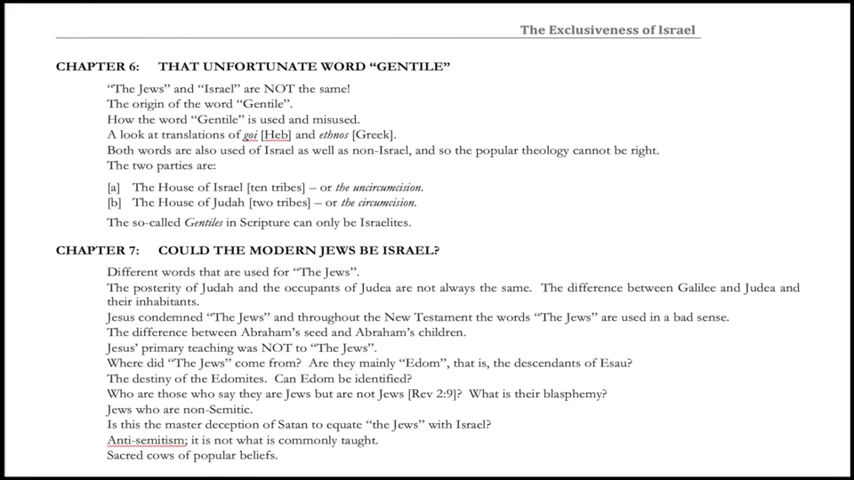 The Exclusiveness of Israel
CHAPTER 6: THAT UNFORTUNATE WORD “GENTILE”
“The Jews” and “Israel” are NOT the same!
The origin of the word “Gentile”.
How the word “Gentile” is used and misused.
A look at translations of goi [Heb] and ethnos [Greek].
Both words are also used of Israel as well as non-Israel, and so the popular theology cannot be right.
The two parties are:
[a] The House of Israel [ten tribes] – or the uncircumcision.
[b] The House of Judah [two tribes] – or the circumcision.
The so-called Gentiles in Scripture can only be Israelites.
CHAPTER 7: COULD THE MODERN JEWS BE ISRAEL?
Different words that are used for “The Jews”.
The posterity of Judah and the occupants of Judea are not always the same. The difference between Galilee and Judea and
their inhabitants.
Jesus condemned “The Jews” and throughout the New Testament the words “The Jews” are used in a bad sense.
The difference between Abraham’s seed and Abraham’s children.
Jesus’ primary teaching was NOT to “The Jews”.
Where did “The Jews” come from? Are they mainly “Edom”, that is, the descendants of Esau?
The destiny of the Edomites. Can Edom be identified?
Who are those who say they are Jews but are not Jews [Rev 2:9]? What is their blasphemy?
Jews who are non-Semitic.
Is this the master deception of Satan to equate “the Jews” with Israel?
Anti-semitism; it is not what is commonly taught.
Sacred cows of popular beliefs.